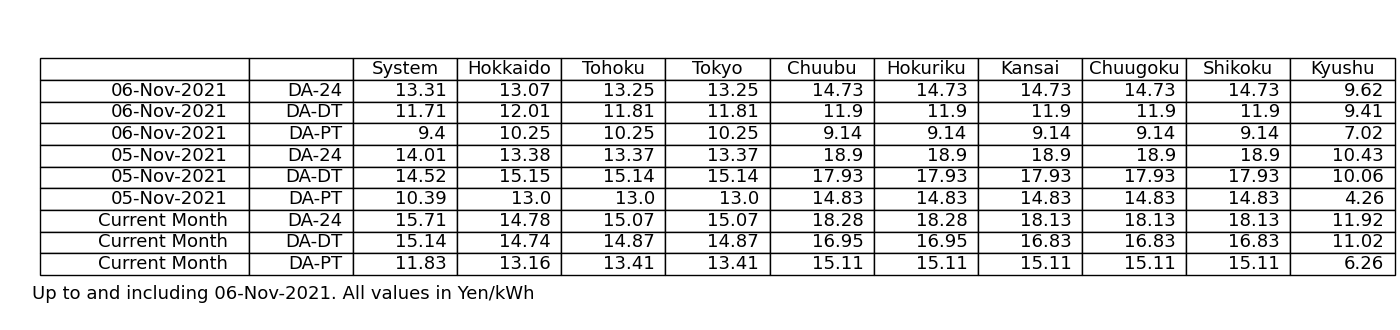 System Hokkaido Tohoku Tokyo Chuubu Hokuriku Kansai Chuugoku Shikoku Kyushu
06-Nov-2021 DA-24 13.31 13.07 13.25 13.25 14.73 14.73 14.73 14.73 14.73 9.62
06-Nov-2021 DA-DT 11.71 12.01 11.81 11.81 11.9 11.9 11.9 11.9 11.9 9.41
06-Nov-2021 DA-PT 9.4 10.25 10.25 10.25 9.14 9.14 9.14 9.14 9.14 7.02
05-Nov-2021 DA-24 14.01 13.38 13.37 13.37 18.9 18.9 18.9 18.9 18.9 10.43
05-Nov-2021 DA-DT 14.52 15.15 15.14 15.14 17.93 17.93 17.93 17.93 17.93 10.06
05-Nov-2021 DA-PT 10.39 13.0 13.0 13.0 14.83 14.83 14.83 14.83 14.83 4.26
Current Month DA-24 15.71 14.78 15.07 15.07 18.28 18.28 18.13 18.13 18.13 11.92
Current Month DA-DT 15.14 14.74 14.87 14.87 16.95 16.95 16.83 16.83 16.83 11.02
Current Month DA-PT 11.83 13.16 13.41 13.41 15.11 15.11 15.11 15.11 15.11 6.26
Up to and including 06-Nov-2021. All values in Yen/kWh